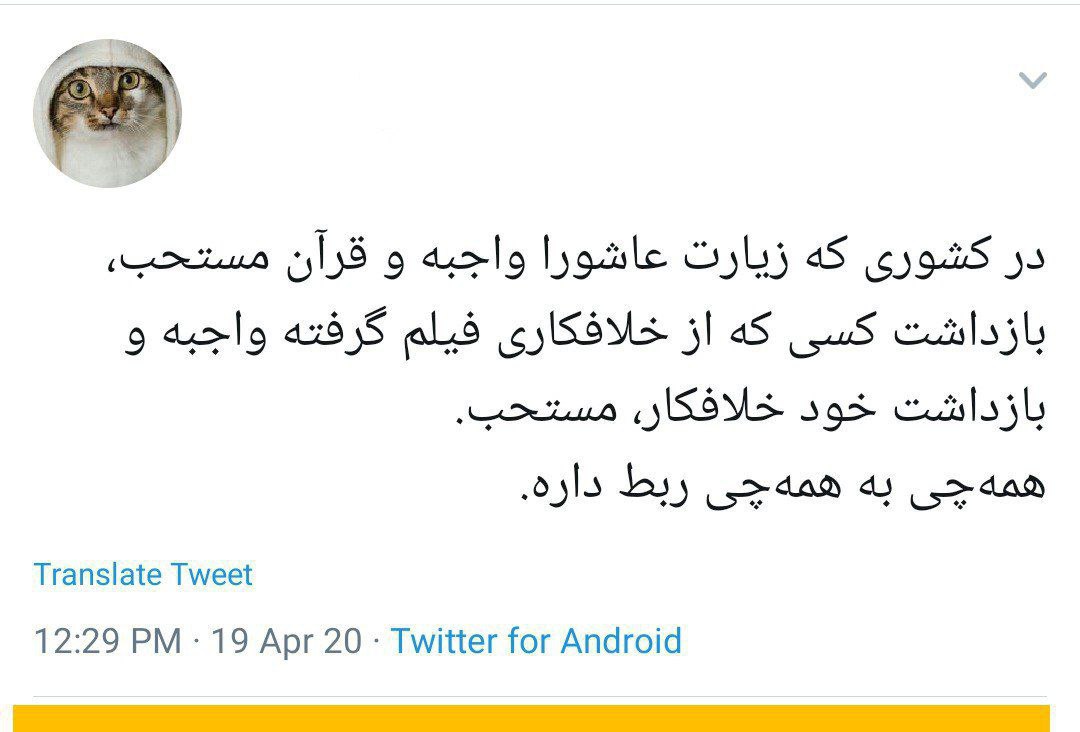 در کشوری که زیارت عاشورا واجبه و قرآن مستحب،
بازداشت کسی که از خلافکاری فیلم گرفته واجبه و
بازداشت خود خلافکار، مستحب.
همه‌چی به همه‌چی ربط داره.
Translate Tweet
12:29 PM · 19 Apr 20 · Twitter for Android